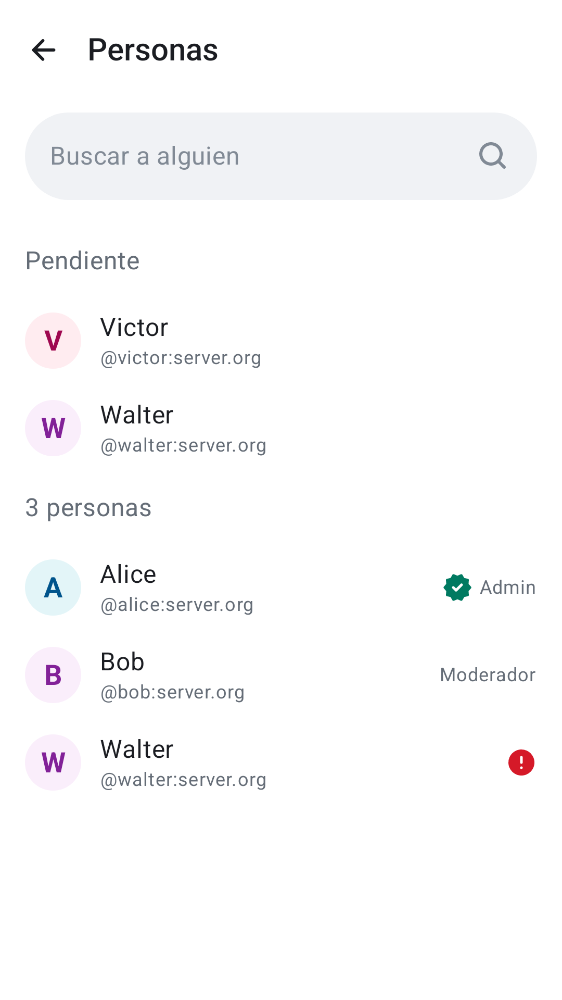 Personas
Buscar a alguien
Pendiente
V
Victor
@victor:server.org
W
Walter
@walter:server.org
3 personas
A
Alice
@alice:server.org
Admin
B
Bob
@bob:server.org
Moderador
W
Walter
@walter:server.org